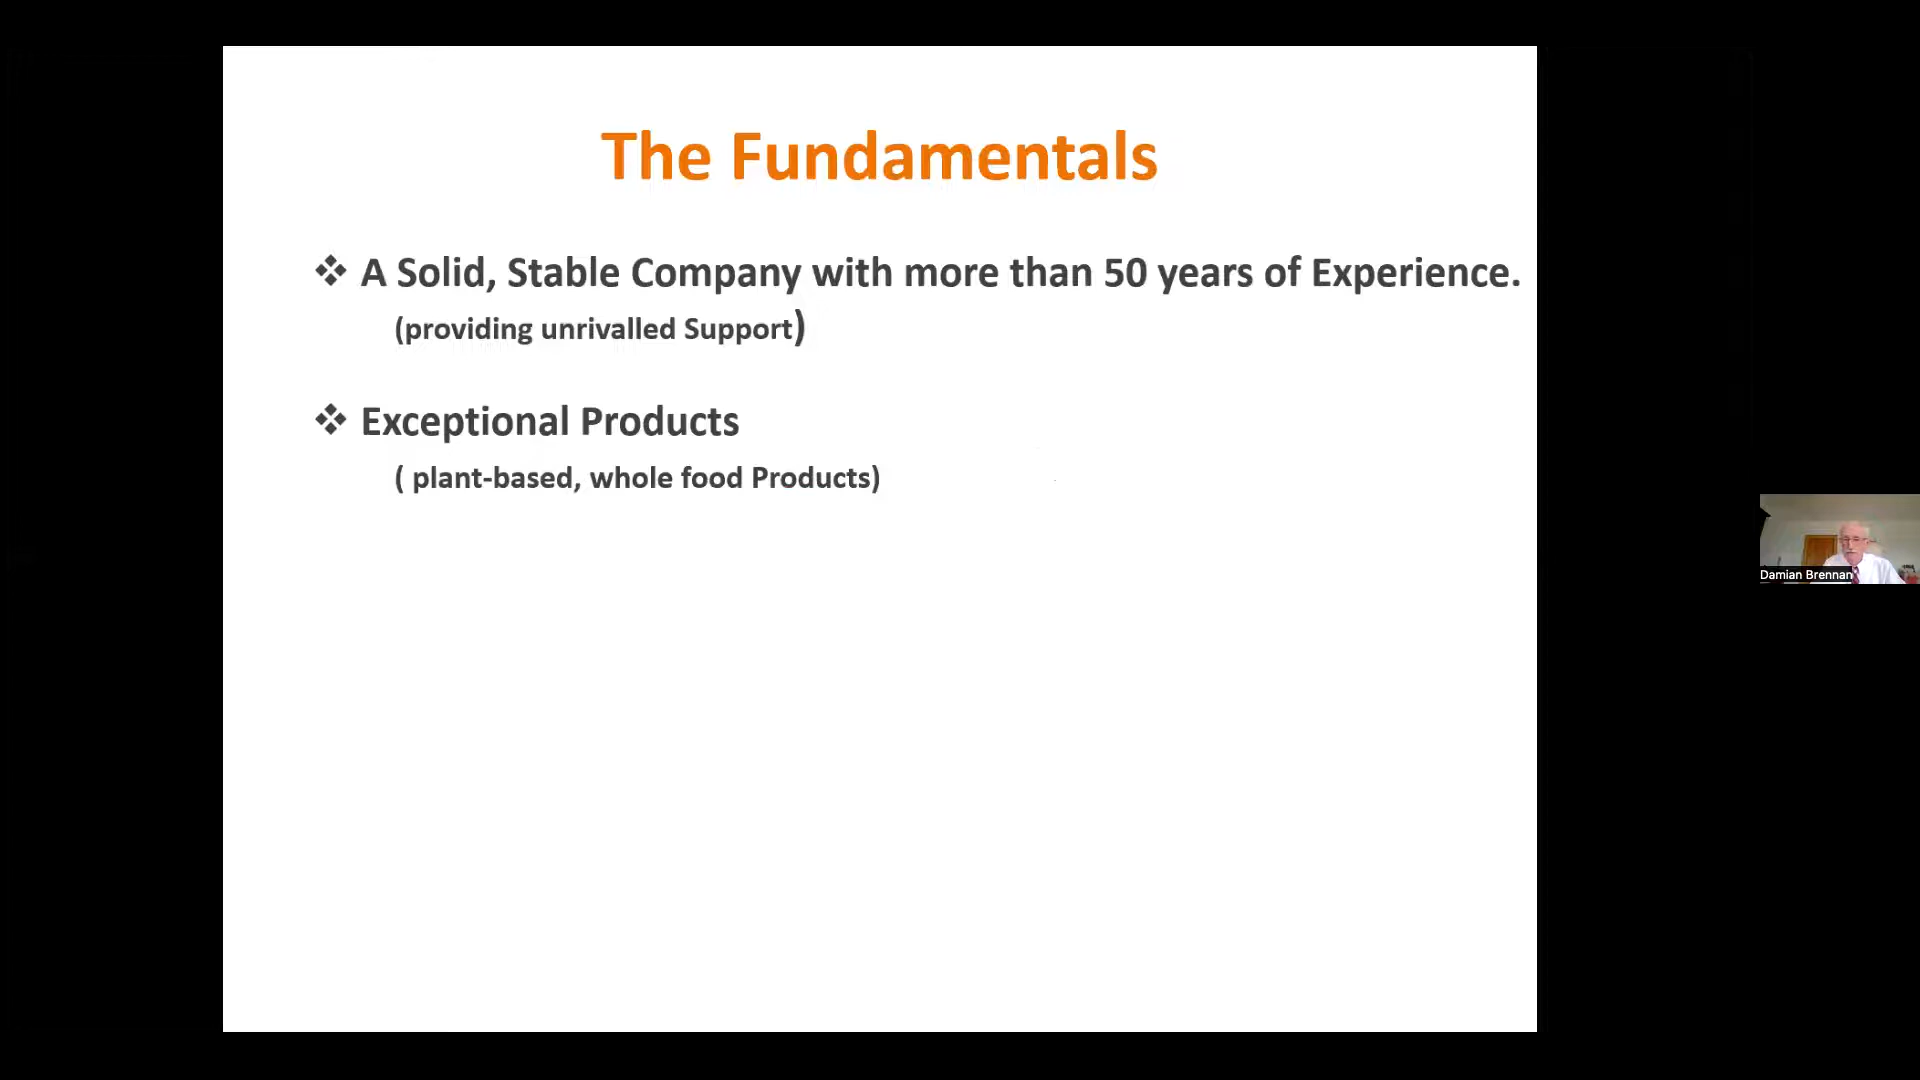 The Fundamentals
❖ A Solid, Stable Company with more than 50 years of Experience.
(providing unrivalled Support)
❖ Exceptional Products
( plant-based, whole food Products)
Damian Brennan